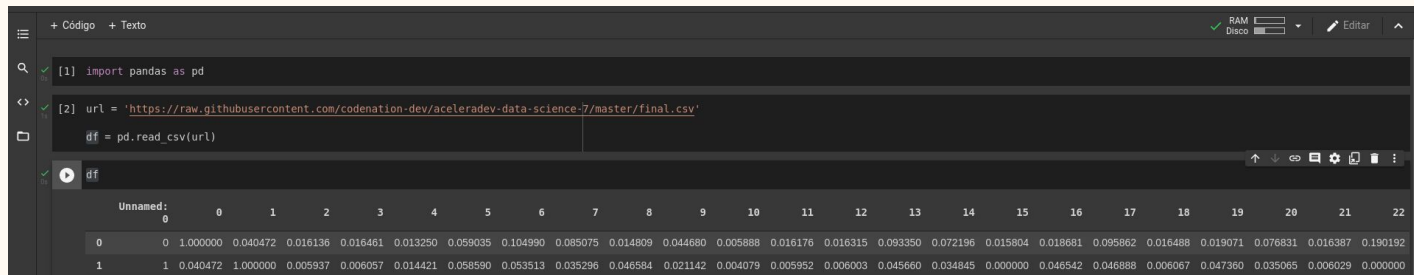 + Código + Texto
RAM
Disco
Editar
[1] import pandas as pd
[2] url = 'https://raw.githubusercontent.com/codenation-dev/aceleradev-data-science-7/master/final.csv'
df = pd.read_csv(url)
df
Unnamed: 0 0 1 2 3 4 5 6 7 8 9 10 11 12 13 14 15 16 17 18 19 20 21 22
0 0 1.000000 0.040472 0.016136 0.016461 0.013250 0.059035 0.104990 0.085075 0.014809 0.044680 0.005888 0.016176 0.016315 0.093350 0.072196 0.015804 0.018681 0.095862 0.016488 0.019071 0.076831 0.016387 0.190192
1 1 0.040472 1.000000 0.005937 0.006057 0.014421 0.058590 0.053513 0.035296 0.046584 0.021142 0.004079 0.005952 0.006003 0.045660 0.034845 0.000000 0.046542 0.046888 0.006067 0.047360 0.035065 0.006029 0.000000